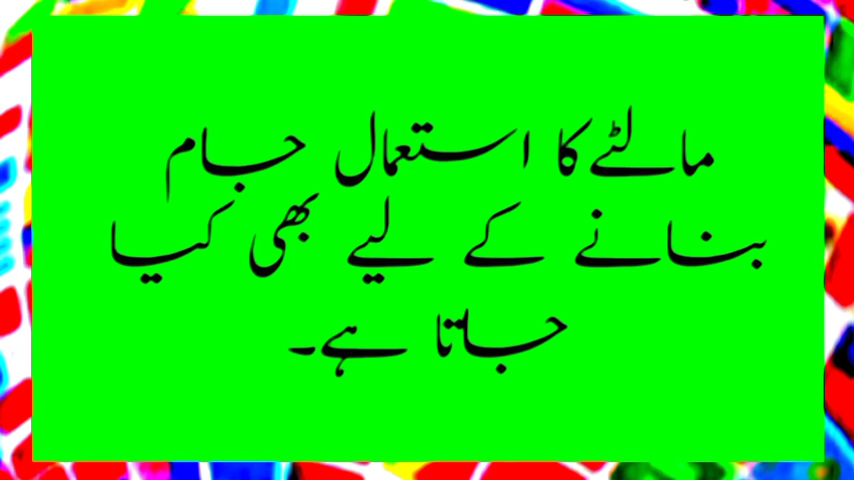 مالٹے کا استعمال جام
بنانے کے لیے بھی کیا
جاتا ہے۔